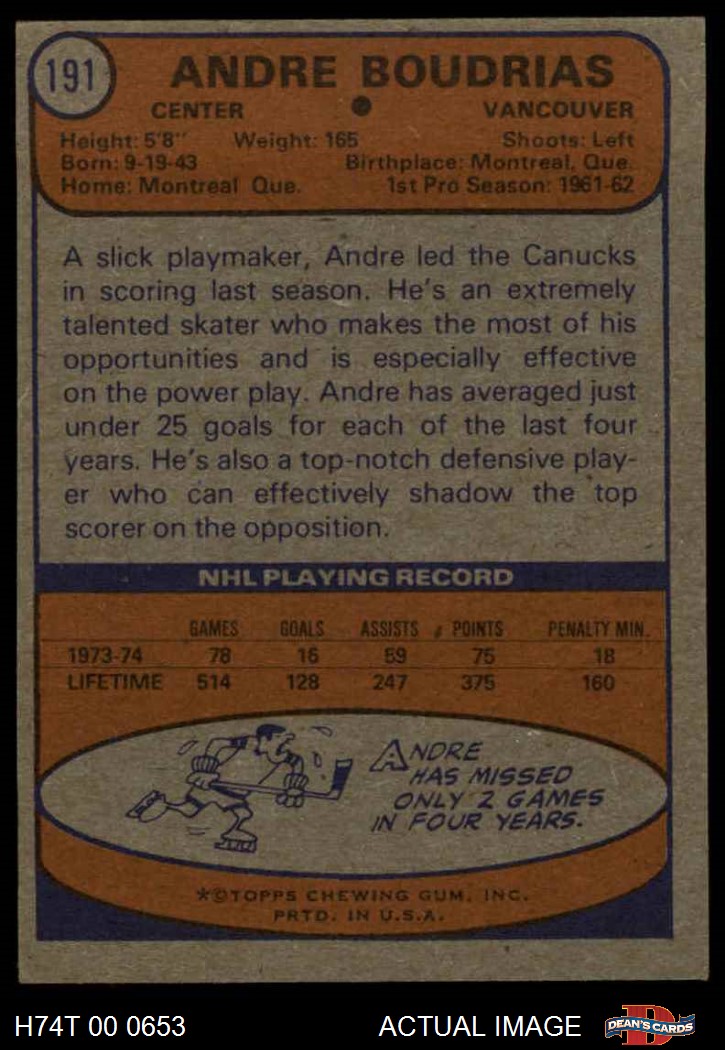 191
ANDRE BOUDRIAS
CENTER • VANCOUVER
Height: 5'8" Weight: 165 Shoots: Left
Born: 9-19-43 Birthplace: Montreal, Que.
Home: Montreal Que. 1st Pro Season: 1961-62
A slick playmaker, Andre led the Canucks
in scoring last season. He's an extremely
talented skater who makes the most of his
opportunities and is especially effective
on the power play. Andre has averaged just
under 25 goals for each of the last four
years. He's also a top-notch defensive play-
er who can effectively shadow the top
scorer on the opposition.
NHL PLAYING RECORD
GAMES GOALS ASSISTS POINTS PENALTY MIN.
1973-74 78 16 59 75 18
LIFETIME 514 128 247 375 160
ANDRE
HAS MISSED
ONLY 2 GAMES
IN FOUR YEARS.
*©TOPPS CHEWING GUM, INC.
PRTD. IN U.S.A.
H74T 00 0653 ACTUAL IMAGE D DEAN'S CARDS